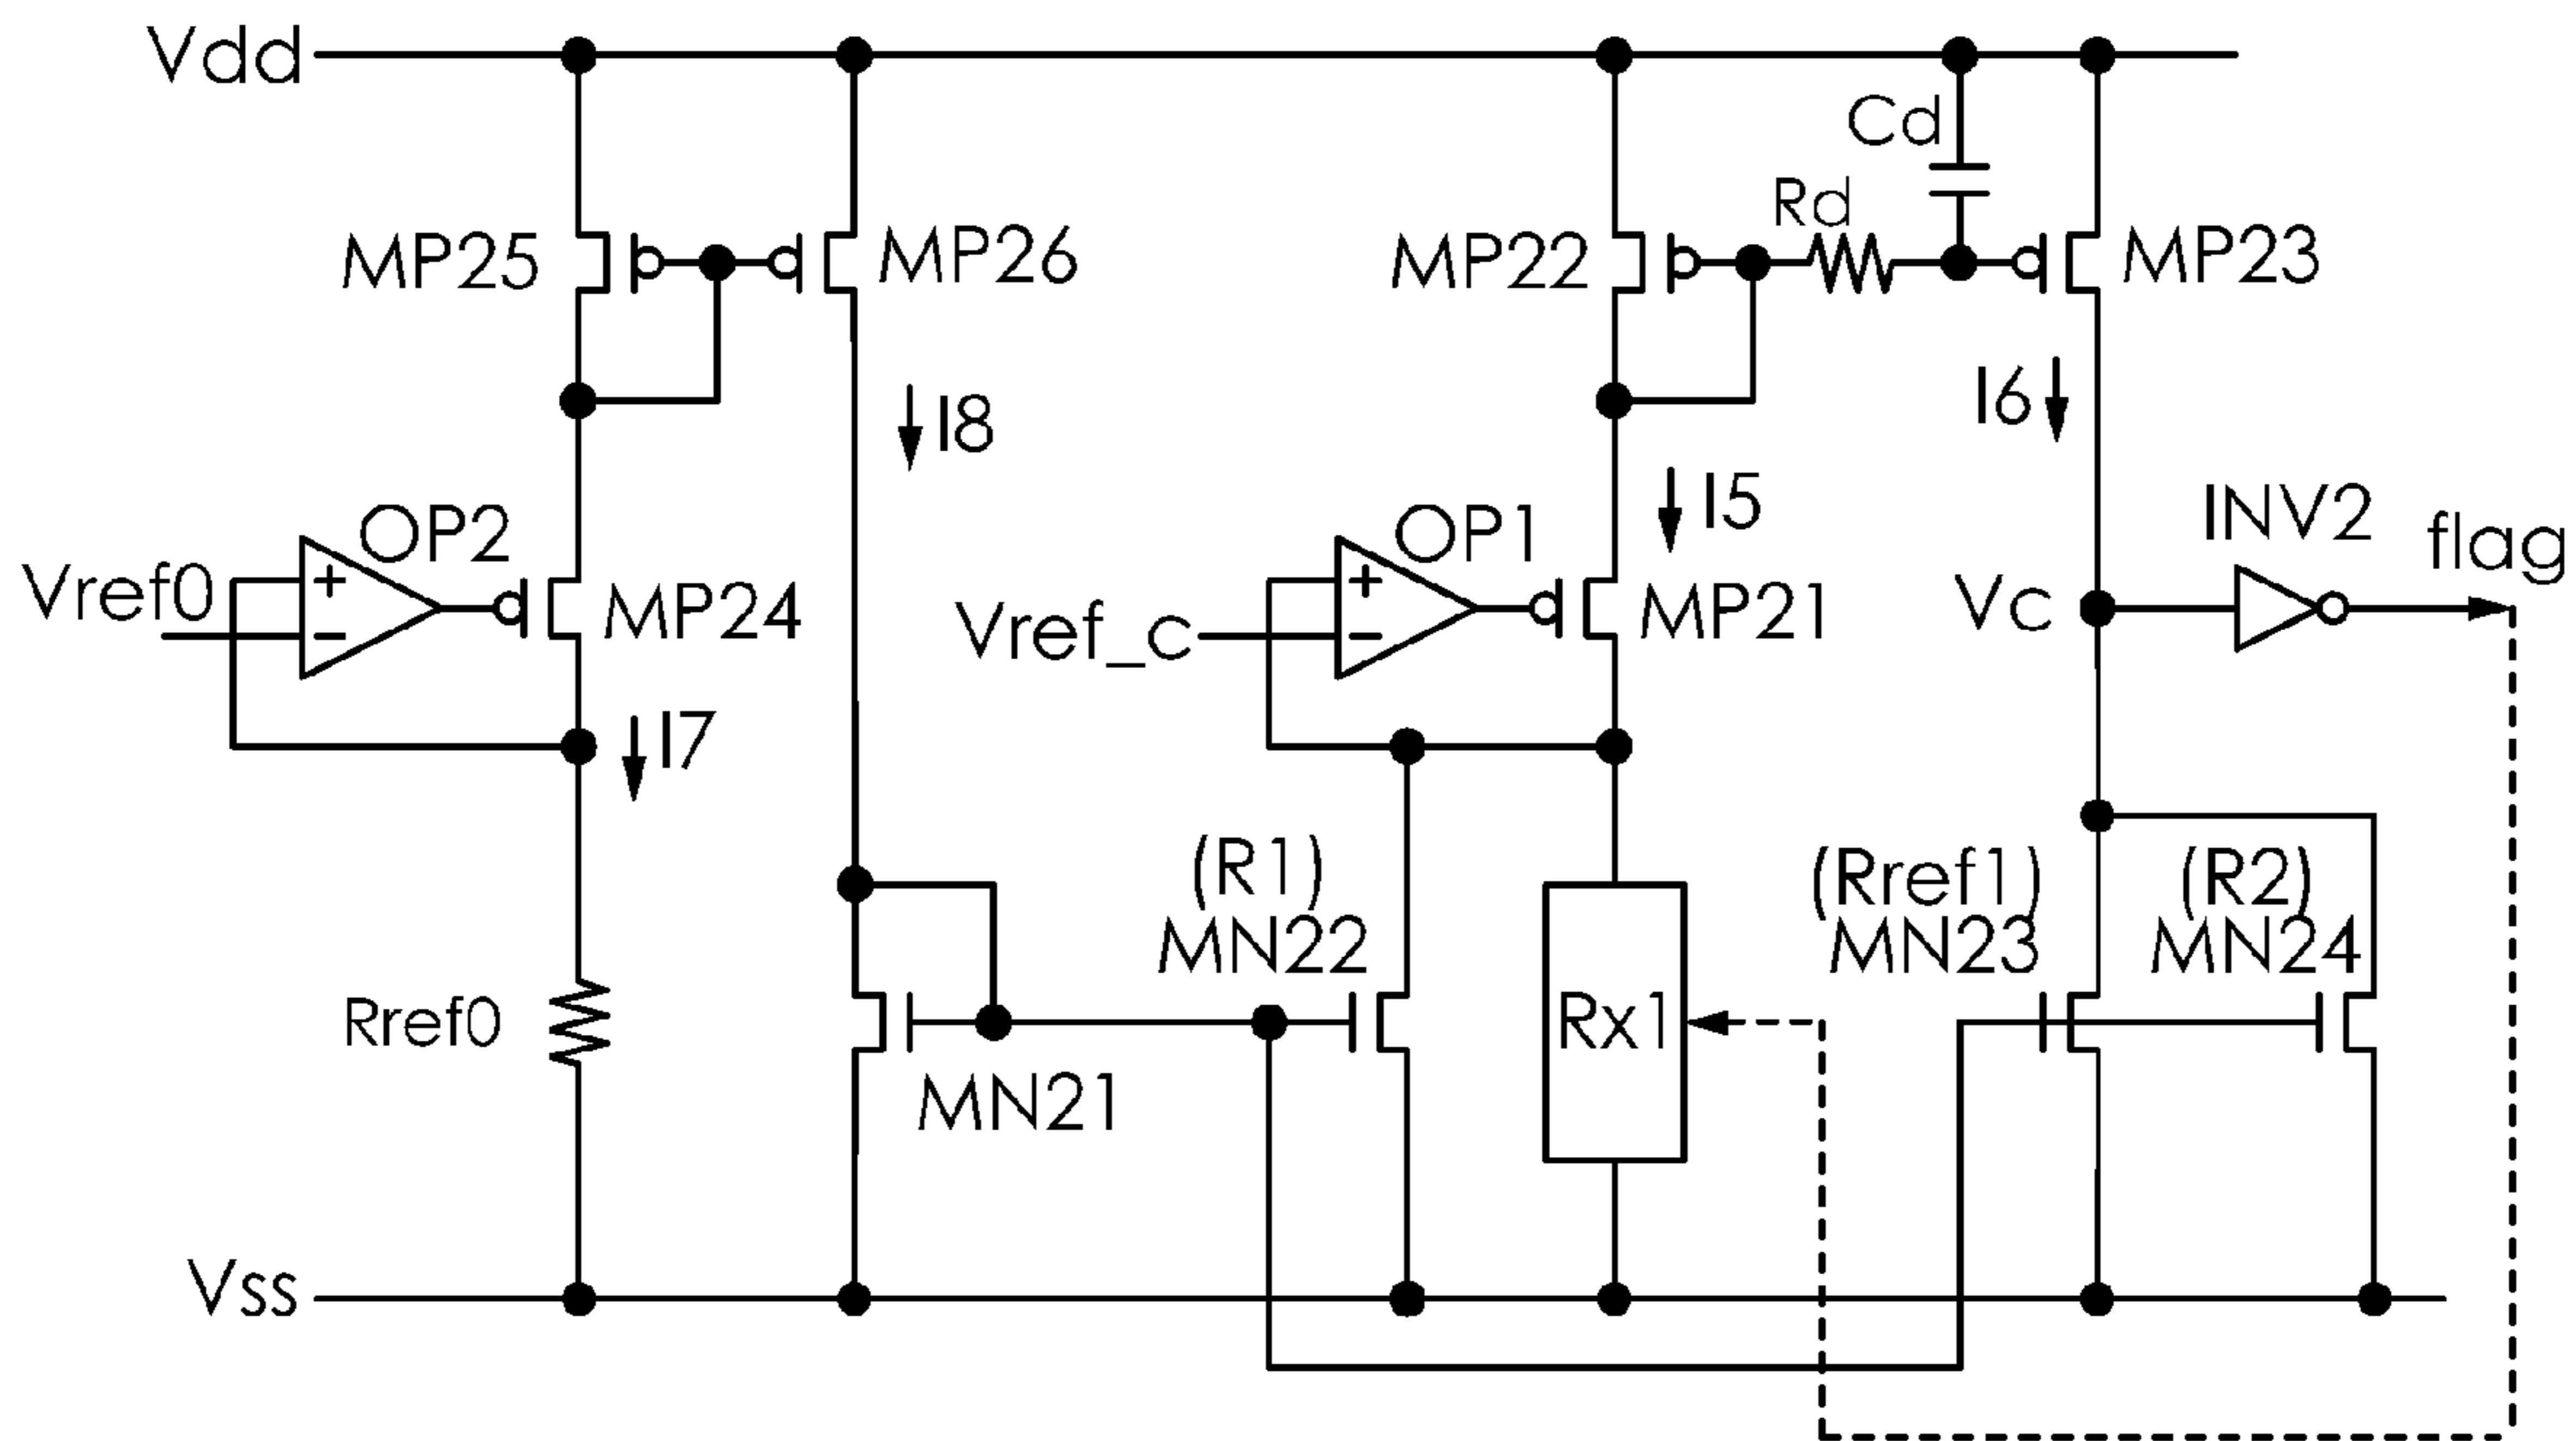 Vdd
Cd
Rd
MP25
MP26
MP22
MP23
I8
I6
OP2
OP1
I5
INV2
flag
Vref0
+
−
MP24
Vref_c
+
−
MP21
Vc
I7
(R1)
MN22
(Rref1)
MN23
(R2)
MN24
Rref0
Rx1
MN21
Vss